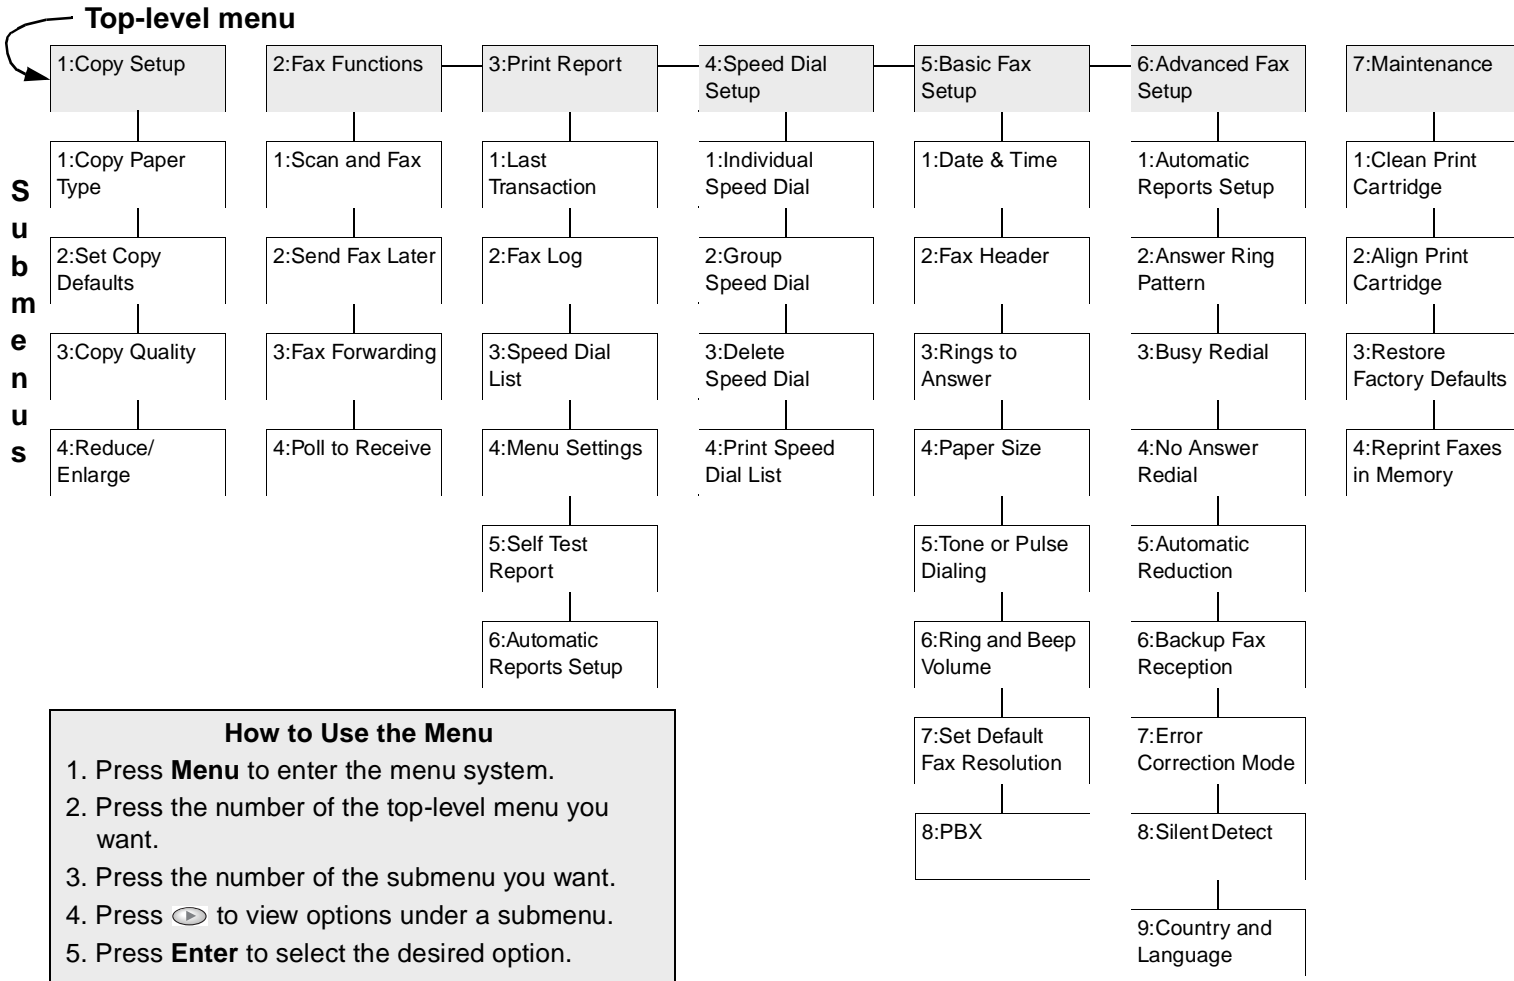 Top-level menu
1:Copy Setup
2:Fax Functions
3:Print Report
4:Speed Dial
Setup
5:Basic Fax
Setup
6:Advanced Fax
Setup
7:Maintenance
Submenus
1:Copy Paper
Type
2:Set Copy
Defaults
3:Copy Quality
4:Reduce/
Enlarge
1:Scan and Fax
2:Send Fax Later
3:Fax Forwarding
4:Poll to Receive
1:Last
Transaction
2:Fax Log
3:Speed Dial
List
4:Menu Settings
5:Self Test
Report
6:Automatic
Reports Setup
1:Individual
Speed Dial
2:Group
Speed Dial
3:Delete
Speed Dial
4:Print Speed
Dial List
1:Date & Time
2:Fax Header
3:Rings to
Answer
4:Paper Size
5:Tone or Pulse
Dialing
6:Ring and Beep
Volume
7:Set Default
Fax Resolution
8:PBX
1:Automatic
Reports Setup
2:Answer Ring
Pattern
3:Busy Redial
4:No Answer
Redial
5:Automatic
Reduction
6:Backup Fax
Reception
7:Error
Correction Mode
8:Silent Detect
9:Country and
Language
1:Clean Print
Cartridge
2:Align Print
Cartridge
3:Restore
Factory Defaults
4:Reprint Faxes
in Memory
How to Use the Menu
1. Press Menu to enter the menu system.
2. Press the number of the top-level menu you
want.
3. Press the number of the submenu you want.
4. Press to view options under a submenu.
5. Press Enter to select the desired option.